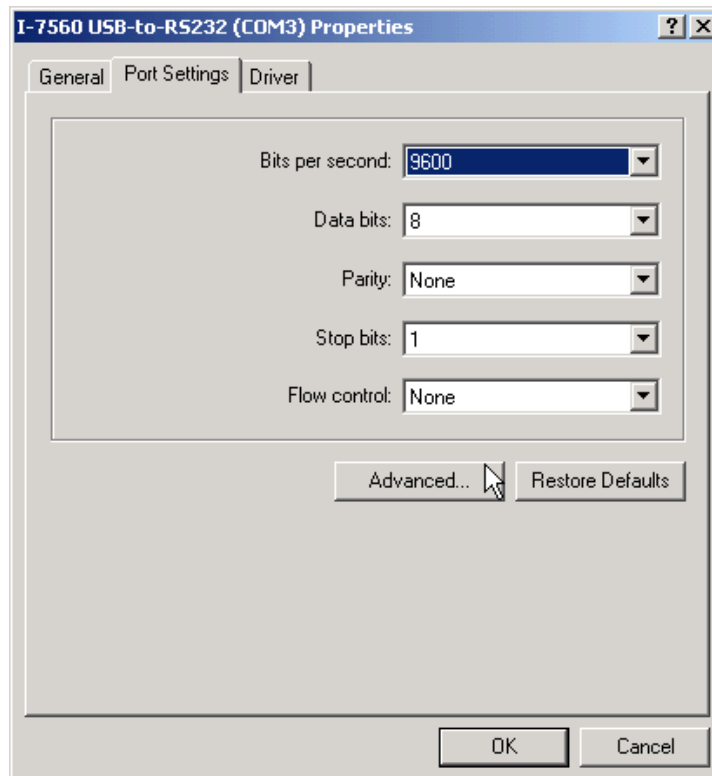 I-7560 USB-to-RS232 (COM3) Properties ? X
General Port Settings Driver
Bits per second: 9600
Data bits: 8
Parity: None
Stop bits: 1
Flow control: None
Advanced... Restore Defaults
OK Cancel